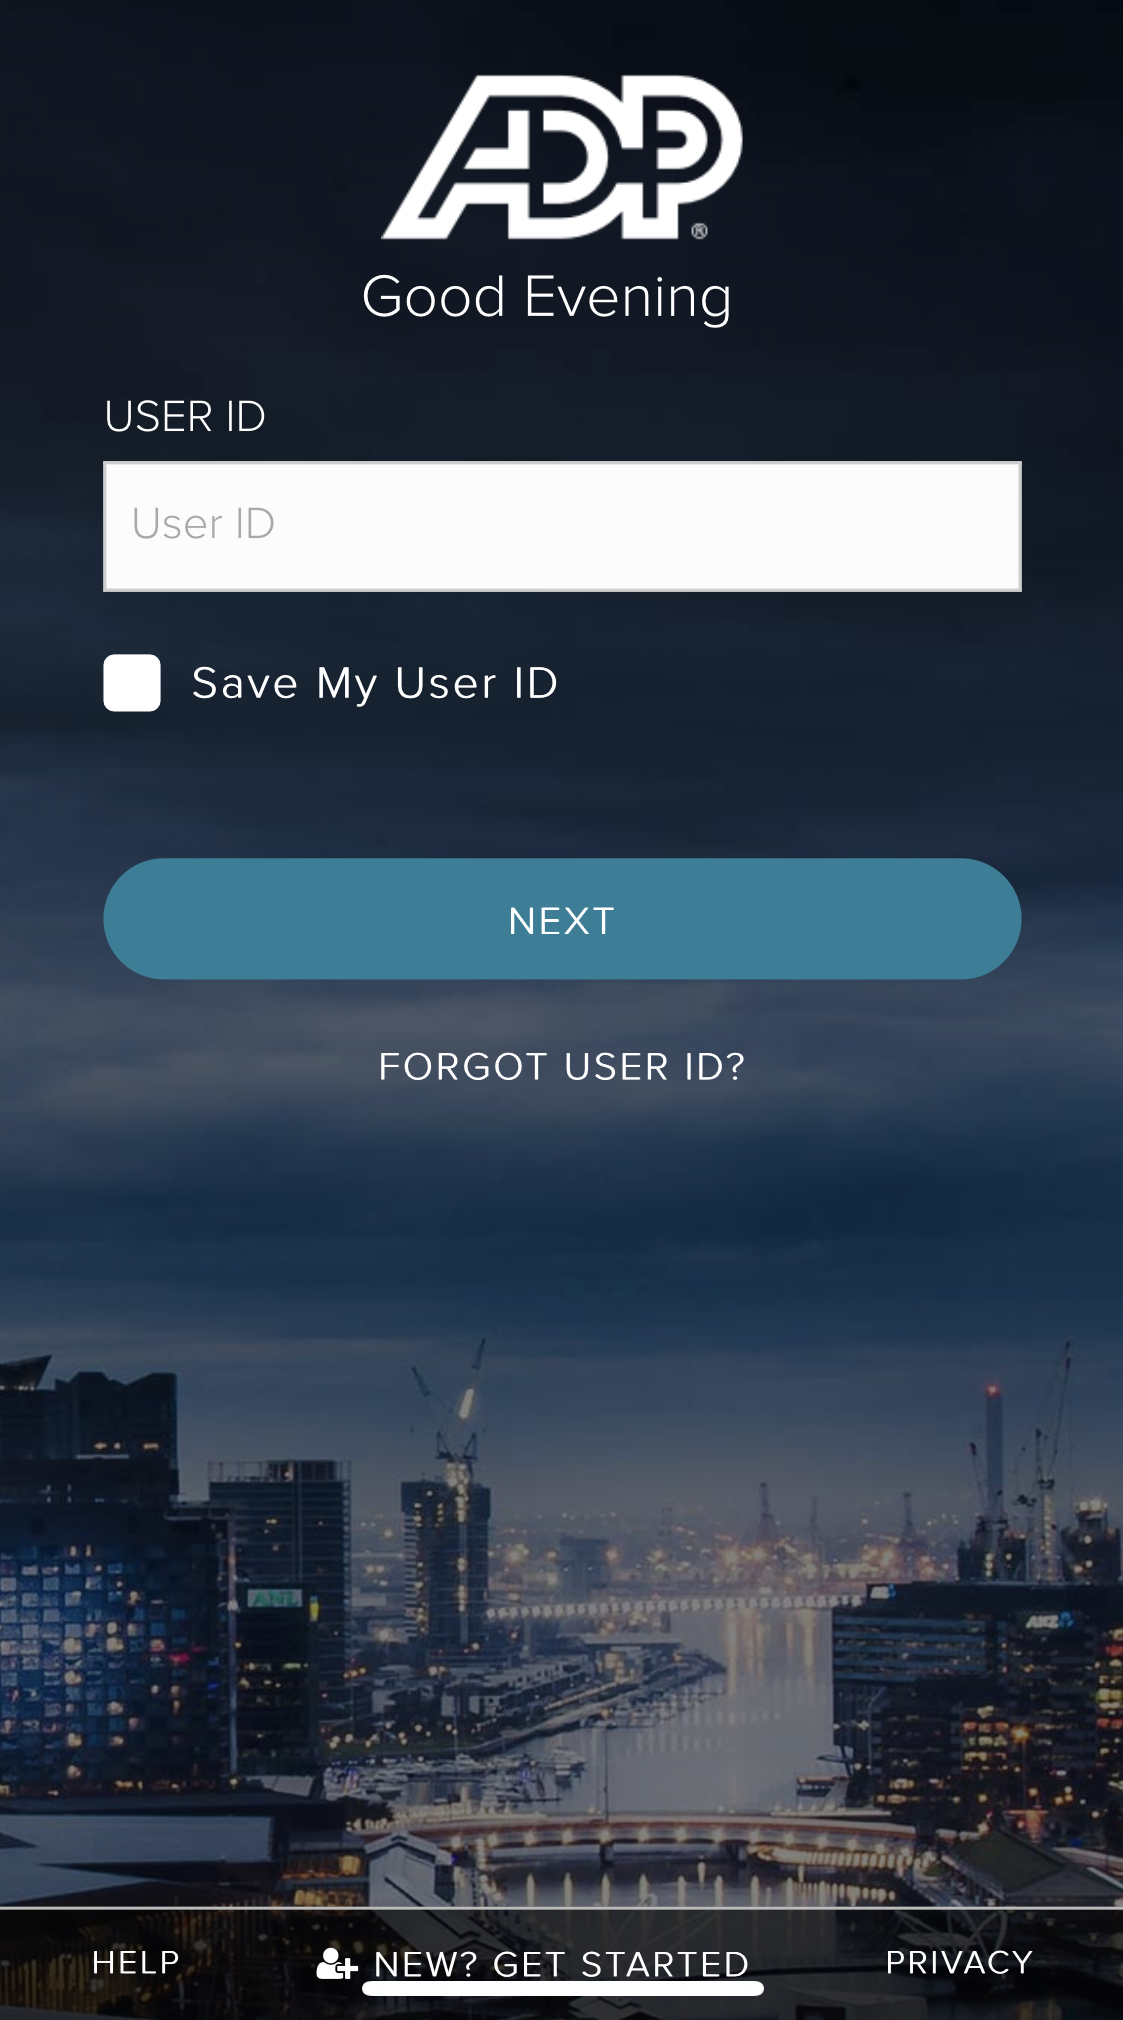 ADP®
Good Evening
USER ID
User ID
Save My User ID
NEXT
FORGOT USER ID?
ANZ
HELP
NEW? GET STARTED
PRIVACY